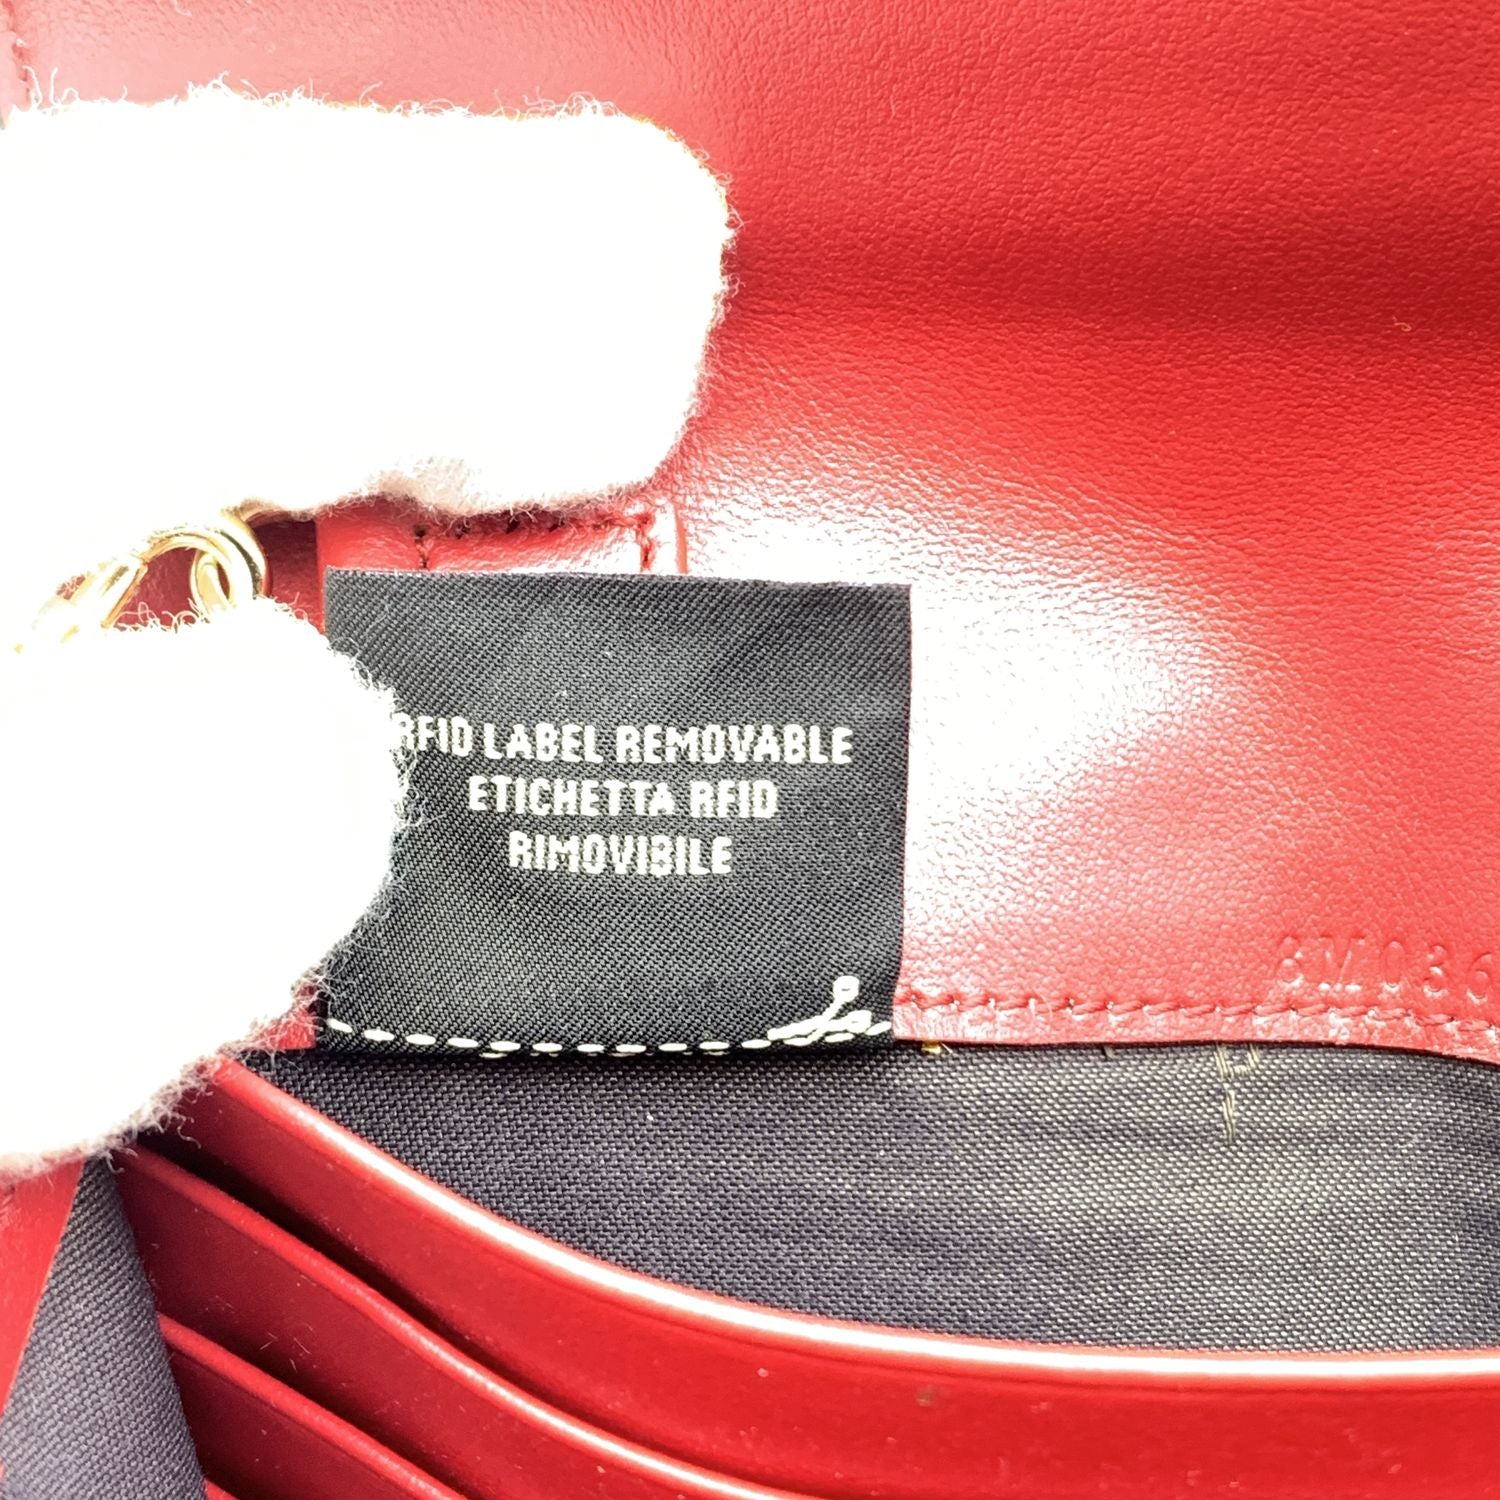 RFID LABEL REMOVABLE
ETICHETTA RFID
RIMOVIBILE